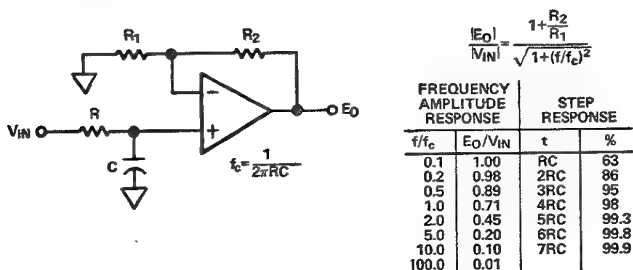 R1
R2
−
+
EO
VIN
R
C
fc = 1/2πRC
|EO|/|VIN| = (1+R2/R1)/√1+(f/fc)²
FREQUENCY AMPLITUDE RESPONSE | STEP RESPONSE
f/fc | EO/VIN | t | %
0.1 | 1.00 | RC | 63
0.2 | 0.98 | 2RC | 86
0.5 | 0.89 | 3RC | 95
1.0 | 0.71 | 4RC | 98
2.0 | 0.45 | 5RC | 99.3
5.0 | 0.20 | 6RC | 99.8
10.0 | 0.10 | 7RC | 99.9
100.0 | 0.01